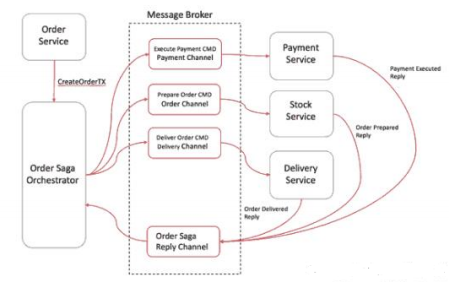 Message Broker
Order
Service
CreateOrderTX
Order Saga
Orchestrator
Execute Payment CMD
Payment Channel
Prepare Order CMD
Order Channel
Deliver Order CMD
Delivery Channel
Order Saga
Reply Channel
Payment
Service
Stock
Service
Delivery
Service
Payment Executed
Reply
Order Prepared
Reply
Order Delivered
Reply